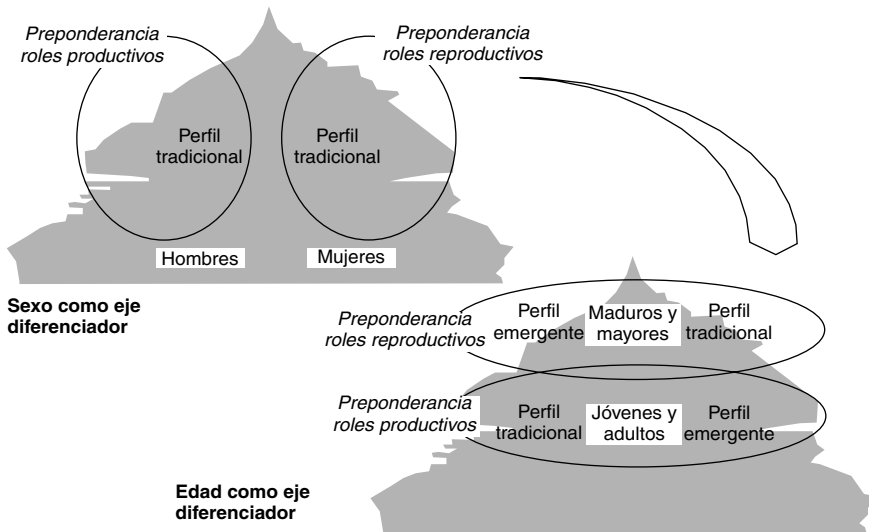 Preponderancia
roles productivos
Preponderancia
roles reproductivos
Perfil
tradicional
Perfil
tradicional
Hombres
Mujeres
Sexo como eje
diferenciador
Preponderancia
roles reproductivos
Perfil
emergente
Maduros y
mayores
Perfil
tradicional
Preponderancia
roles productivos
Perfil
tradicional
Jóvenes y
adultos
Perfil
emergente
Edad como eje
diferenciador